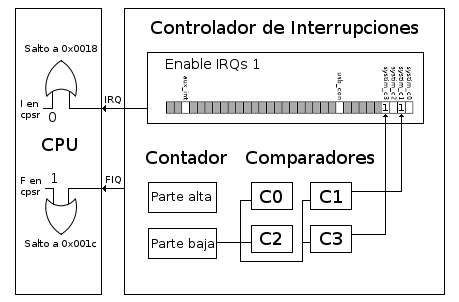 Controlador de Interrupciones
Salto a 0x0018
Enable IRQs 1
aux_int
usb_con
systim_c3
systim_c2
systim_c1
systim_c0
1
1
I en
cpsr
0
IRQ
CPU
Contador
Comparadores
F en
cpsr
1
FIQ
Parte alta
C0
C1
Parte baja
C2
C3
Salto a 0x001c